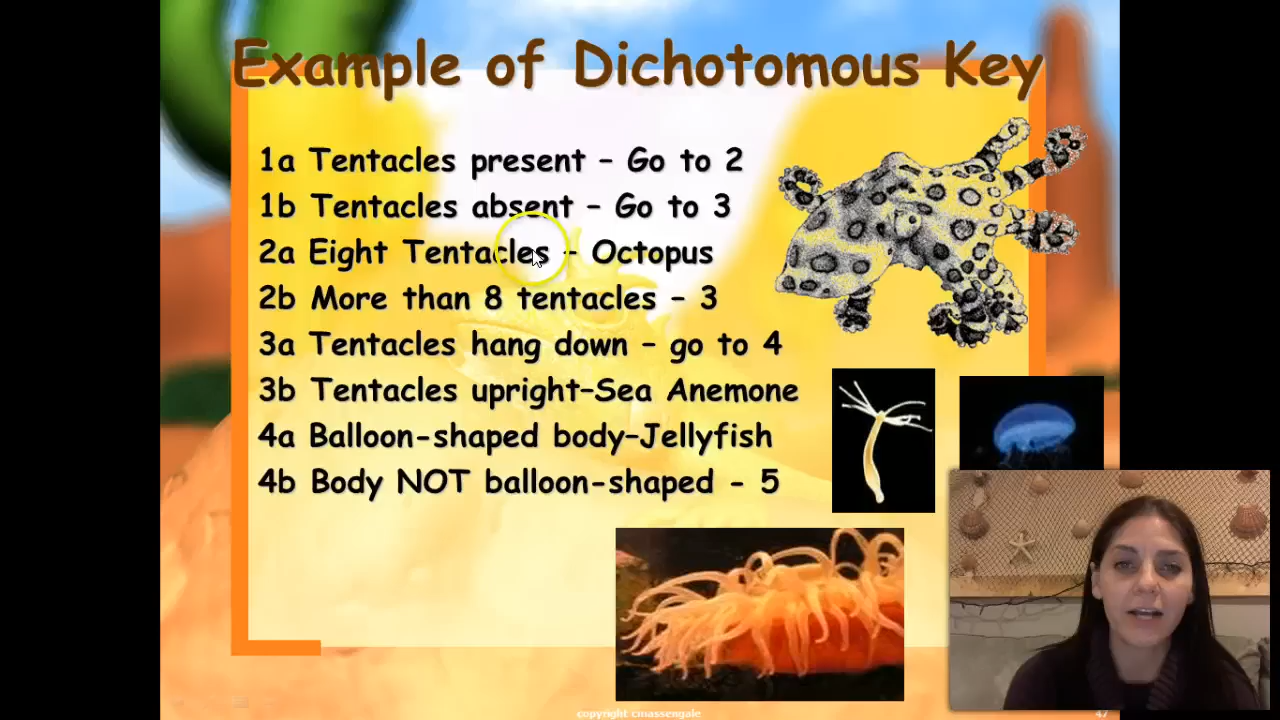 Example of Dichotomous Key
1a Tentacles present – Go to 2
1b Tentacles absent – Go to 3
2a Eight Tentacles – Octopus
2b More than 8 tentacles – 3
3a Tentacles hang down – go to 4
3b Tentacles upright–Sea Anemone
4a Balloon-shaped body–Jellyfish
4b Body NOT balloon-shaped - 5
copyright cmassengale
47